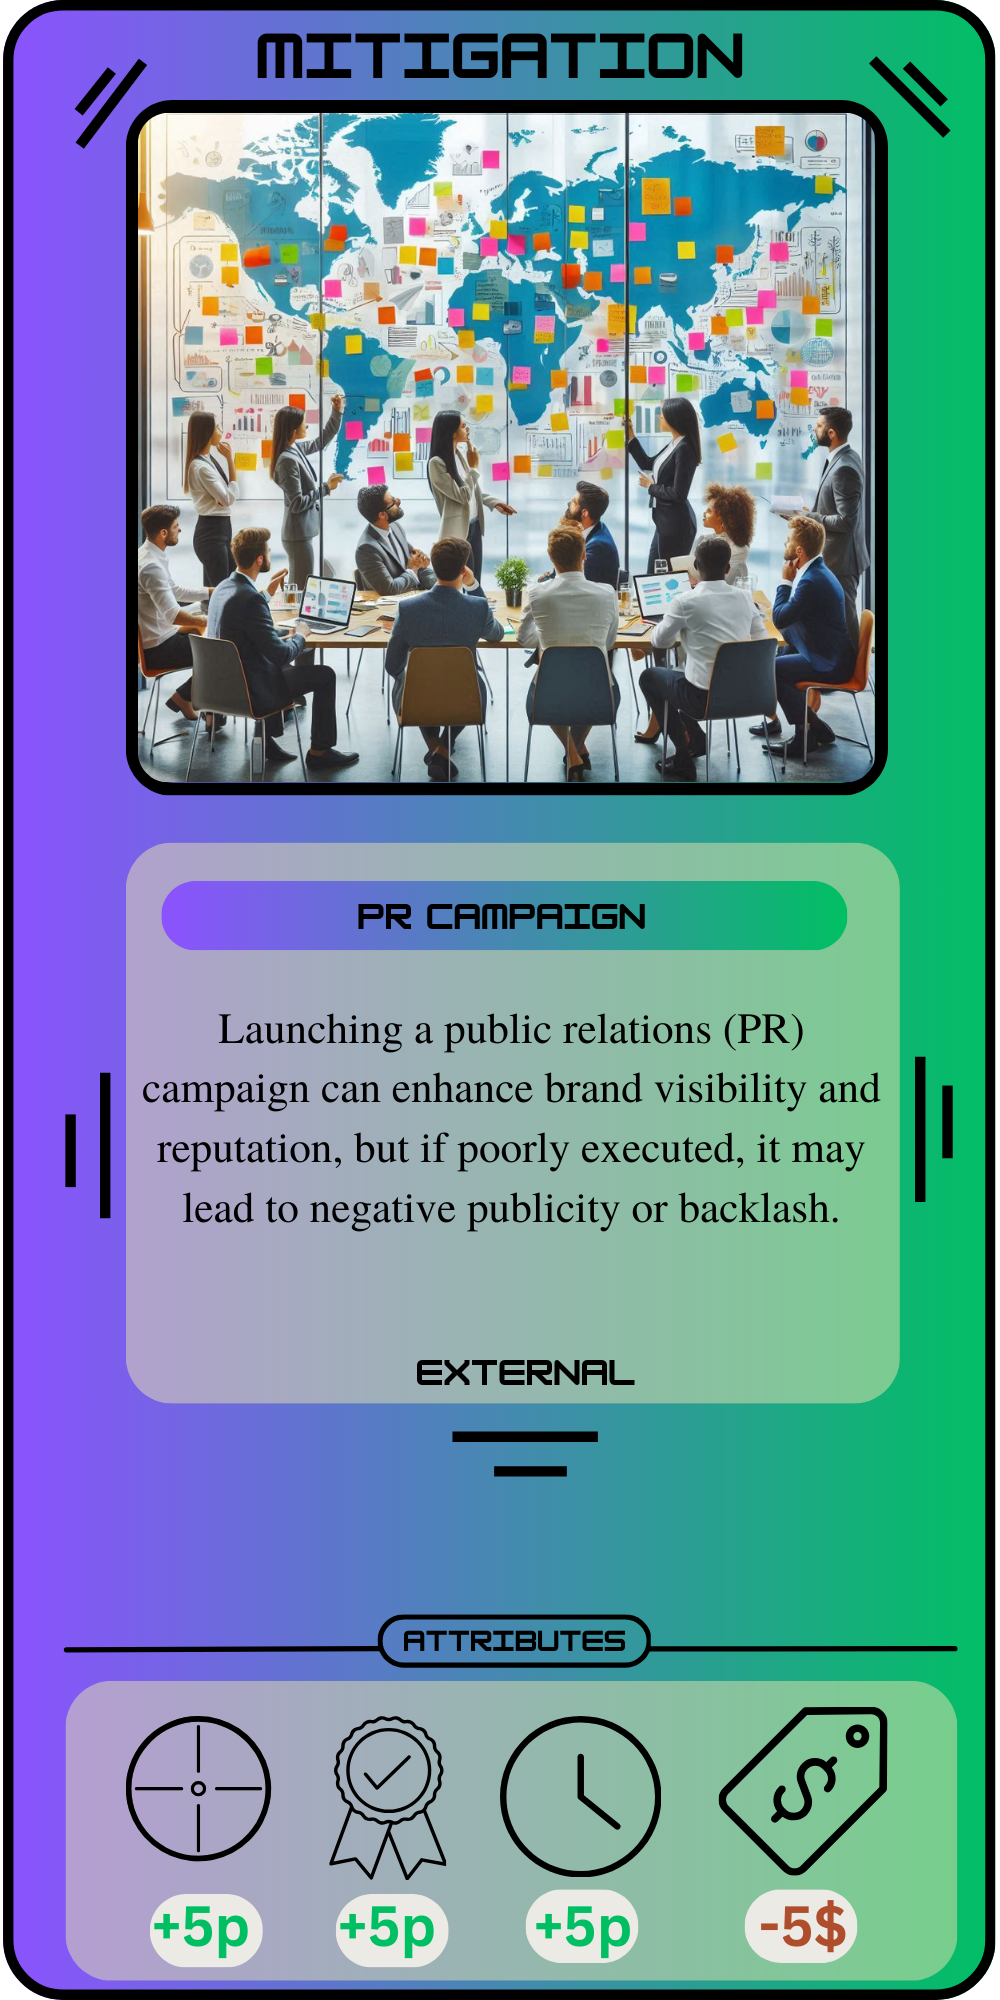 MITIGATION
PR CAMPAIGN
Launching a public relations (PR)
campaign can enhance brand visibility and
reputation, but if poorly executed, it may
lead to negative publicity or backlash.
EXTERNAL
ATTRIBUTES
+5p +5p +5p -5$